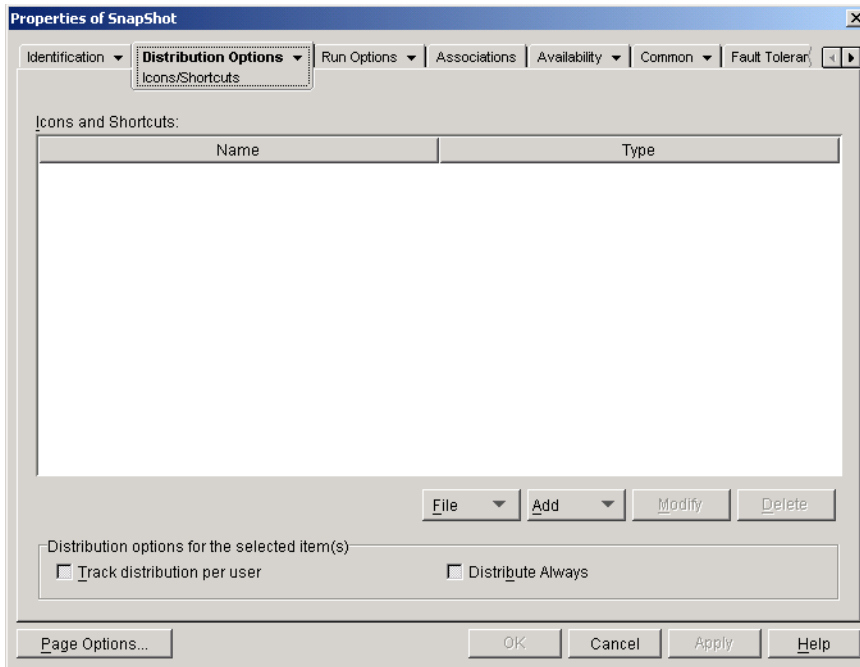 Properties of SnapShot
Identification Distribution Options Run Options Associations Availability Common Fault Toleran
Icons/Shortcuts
Icons and Shortcuts:
Name Type
File Add Modify Delete
Distribution options for the selected item(s)
Track distribution per user Distribute Always
Page Options... OK Cancel Apply Help